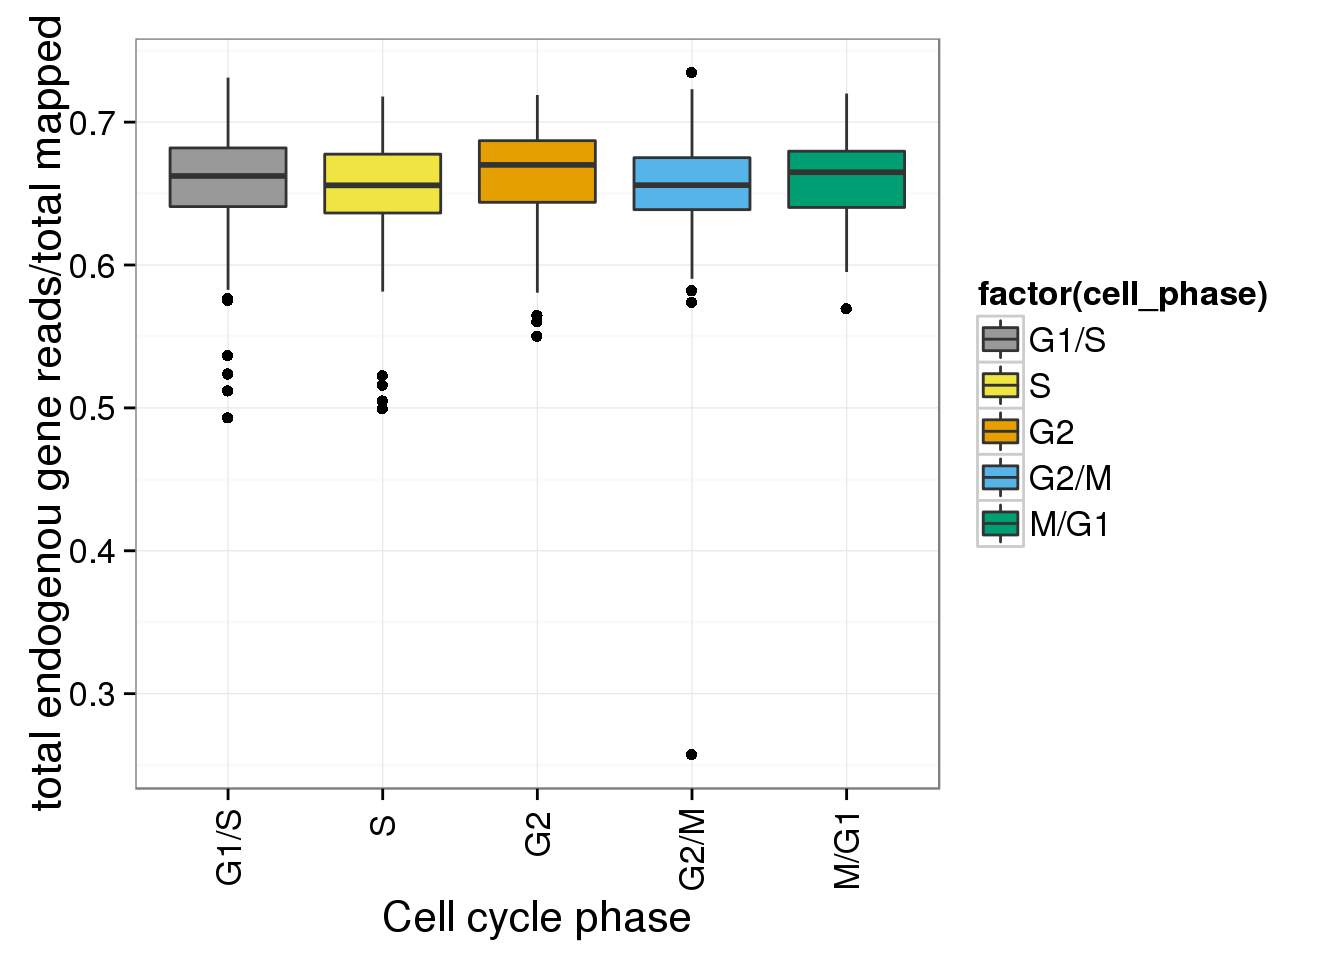 total endogenou gene reads/total mapped
0.7
0.6
0.5
0.4
0.3
G1/S
S
G2
G2/M
M/G1
Cell cycle phase
factor(cell_phase)
G1/S
S
G2
G2/M
M/G1